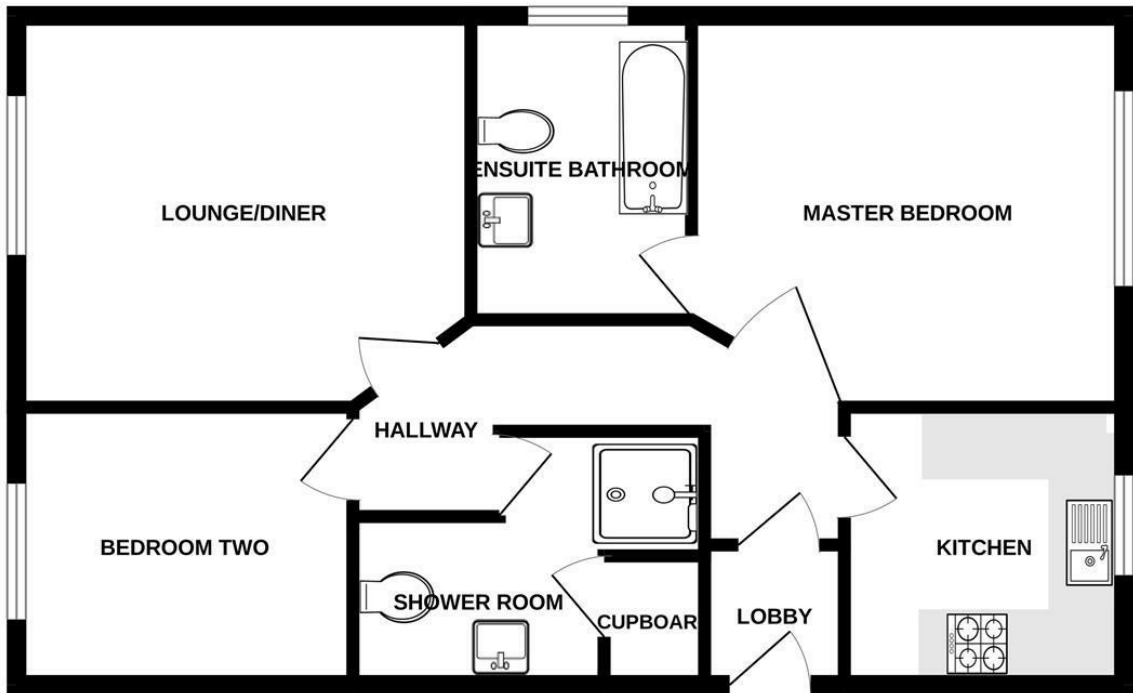 ENSUITE BATHROOM
LOUNGE/DINER
MASTER BEDROOM
HALLWAY
BEDROOM TWO
KITCHEN
SHOWER ROOM
CUPBOAR
LOBBY